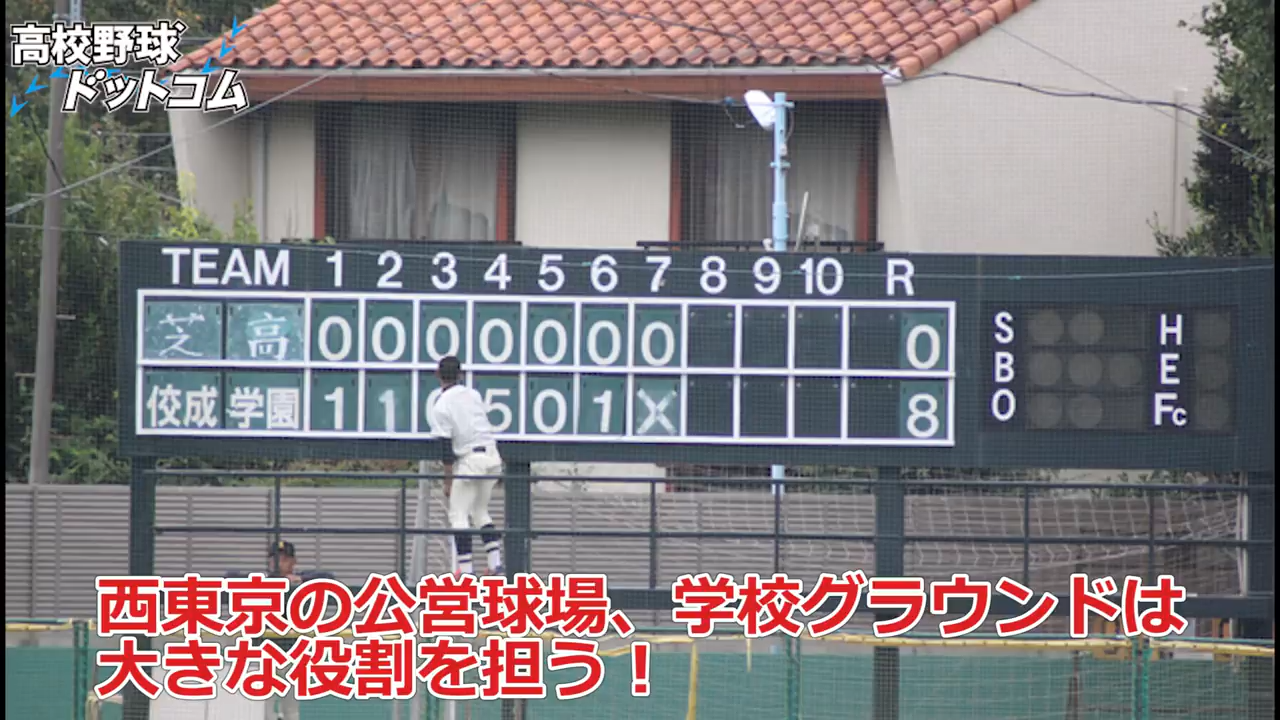 高校野球
ドットコム
TEAM 1 2 3 4 5 6 7 8 9 10 R
芝高 0 0 0 0 0 0 0 0
佼成学園 1 1 0 5 0 1 X 8
S H
B E
O Fc
西東京の公営球場、学校グラウンドは
大きな役割を担う！